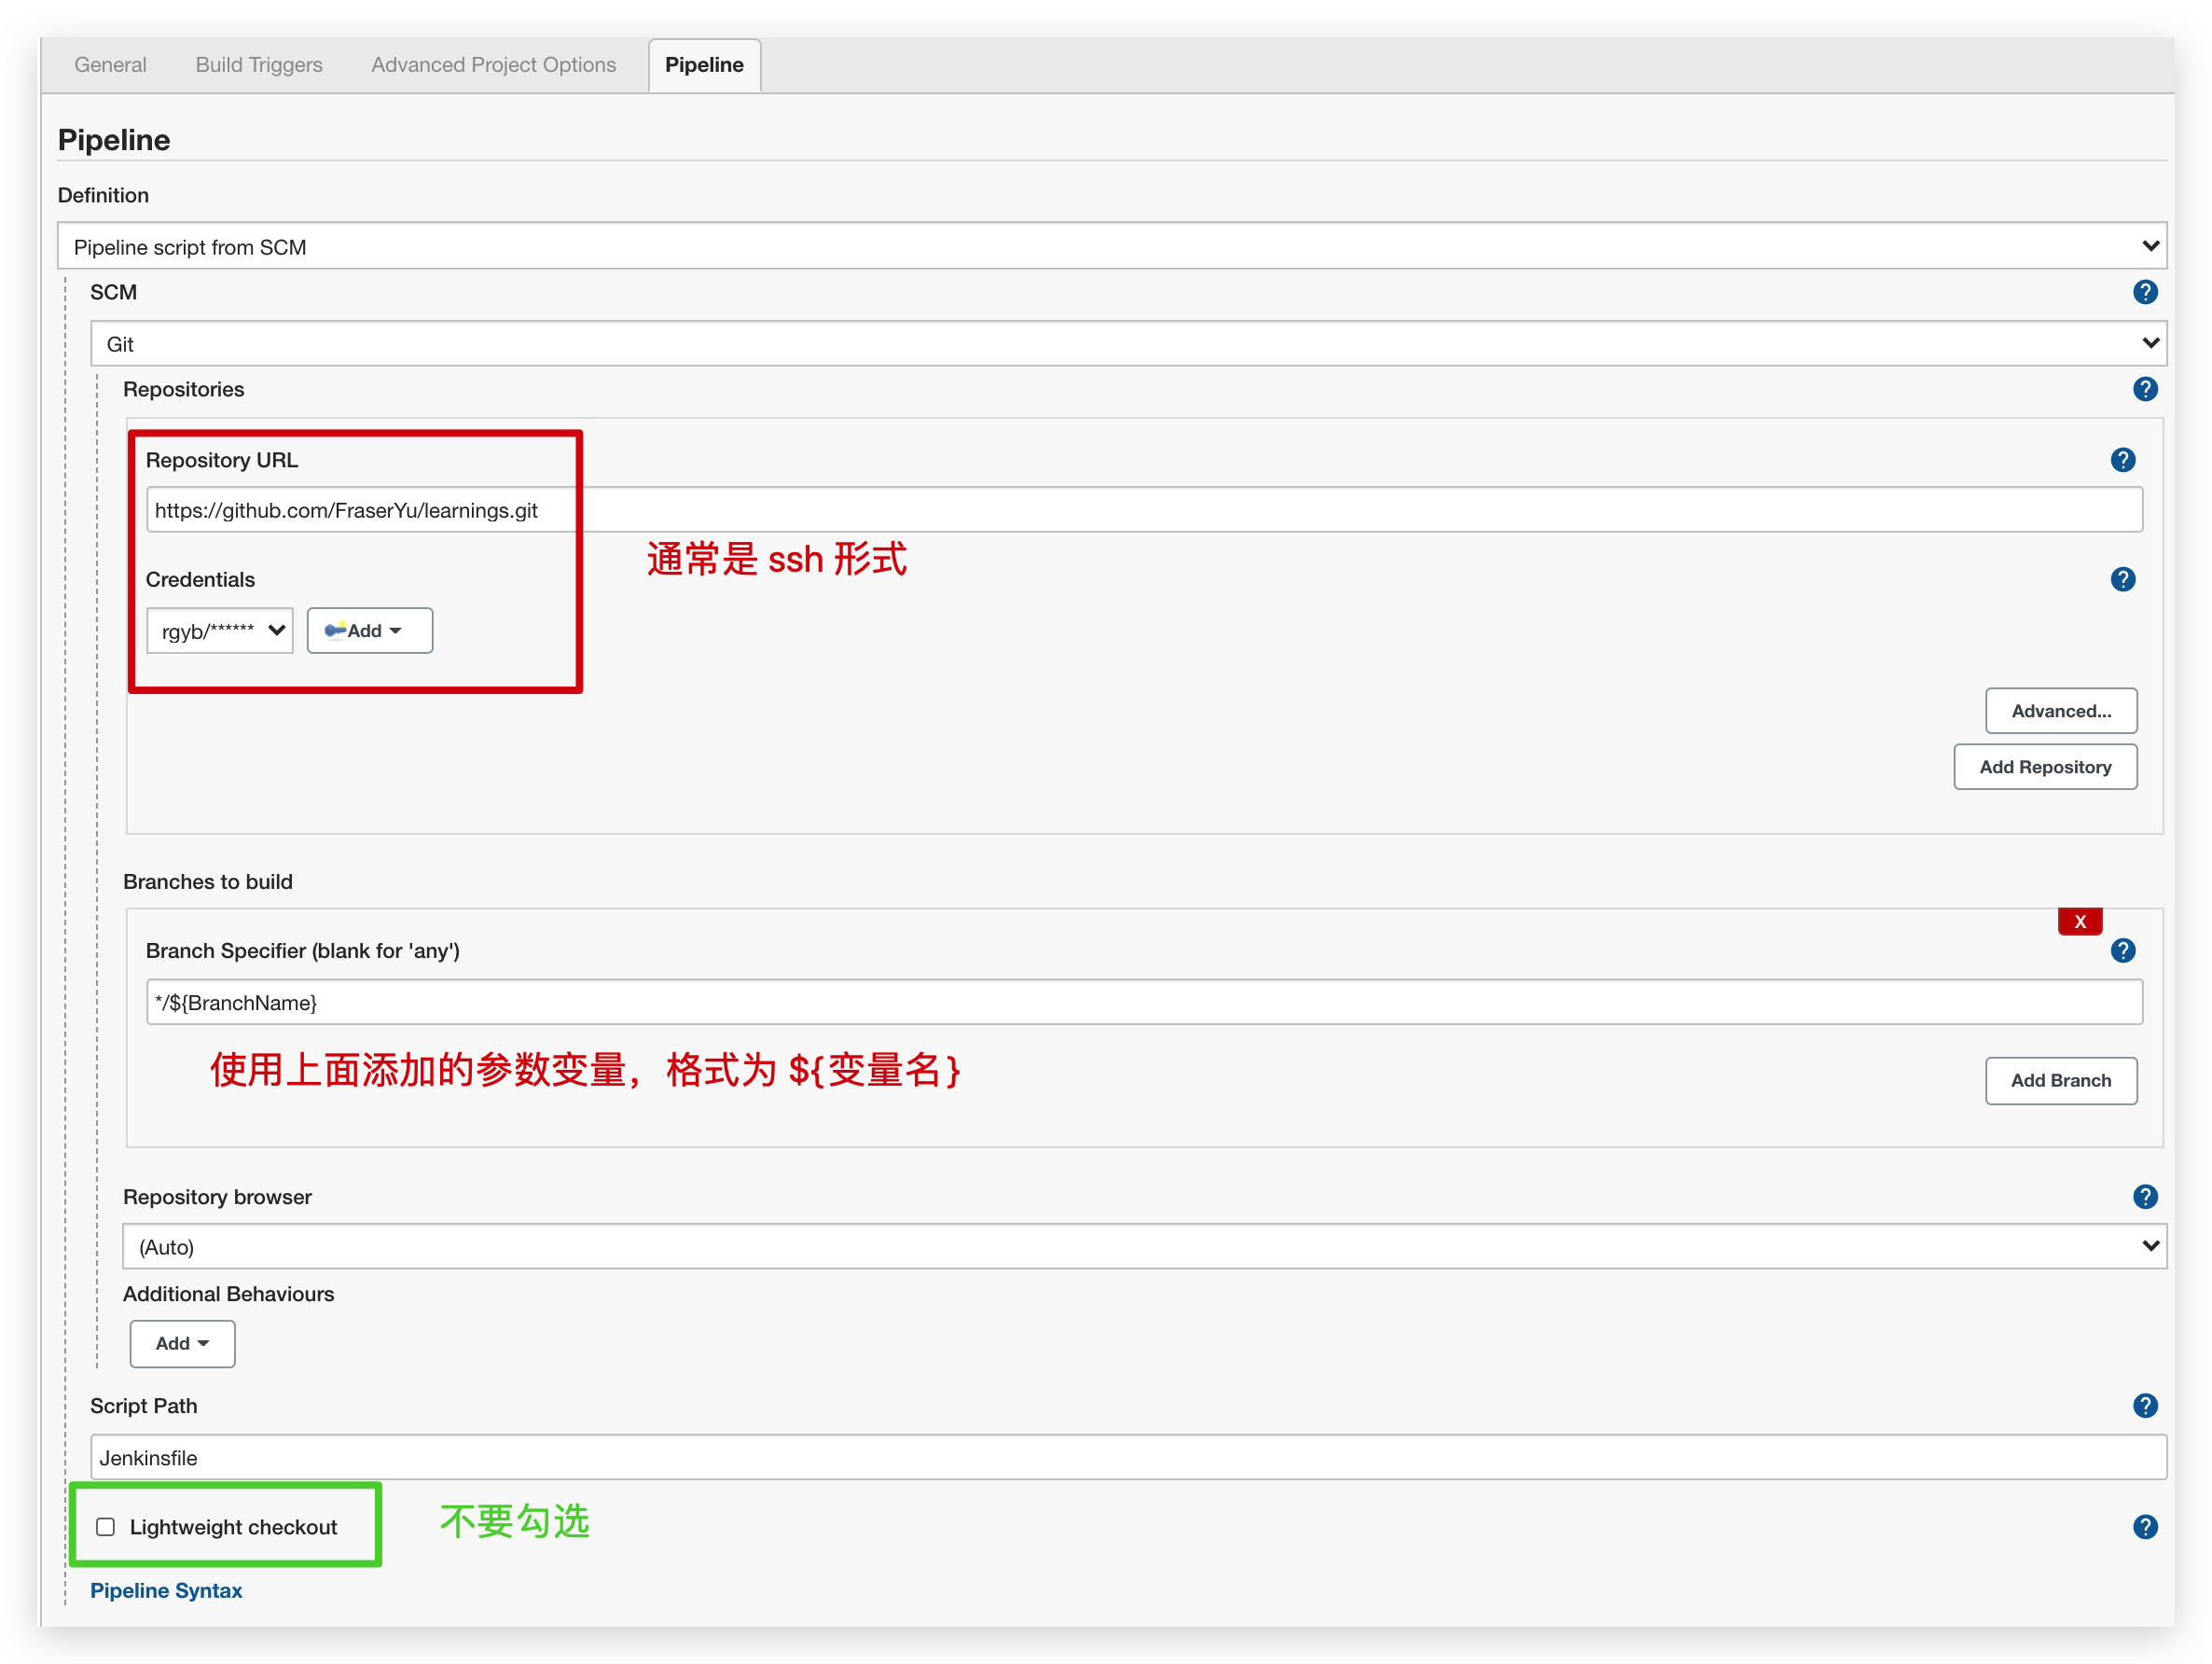 General Build Triggers Advanced Project Options Pipeline
Pipeline
Definition
Pipeline script from SCM
SCM
?
Git
Repositories
?
Repository URL
?
https://github.com/FraserYu/learnings.git
通常是 ssh 形式
Credentials
?
rgyb/******
Add
Advanced...
Add Repository
Branches to build
X
Branch Specifier (blank for 'any')
?
*/${BranchName}
使用上面添加的参数变量，格式为 ${变量名}
Add Branch
Repository browser
?
(Auto)
Additional Behaviours
Add
Script Path
?
Jenkinsfile
Lightweight checkout
不要勾选
?
Pipeline Syntax